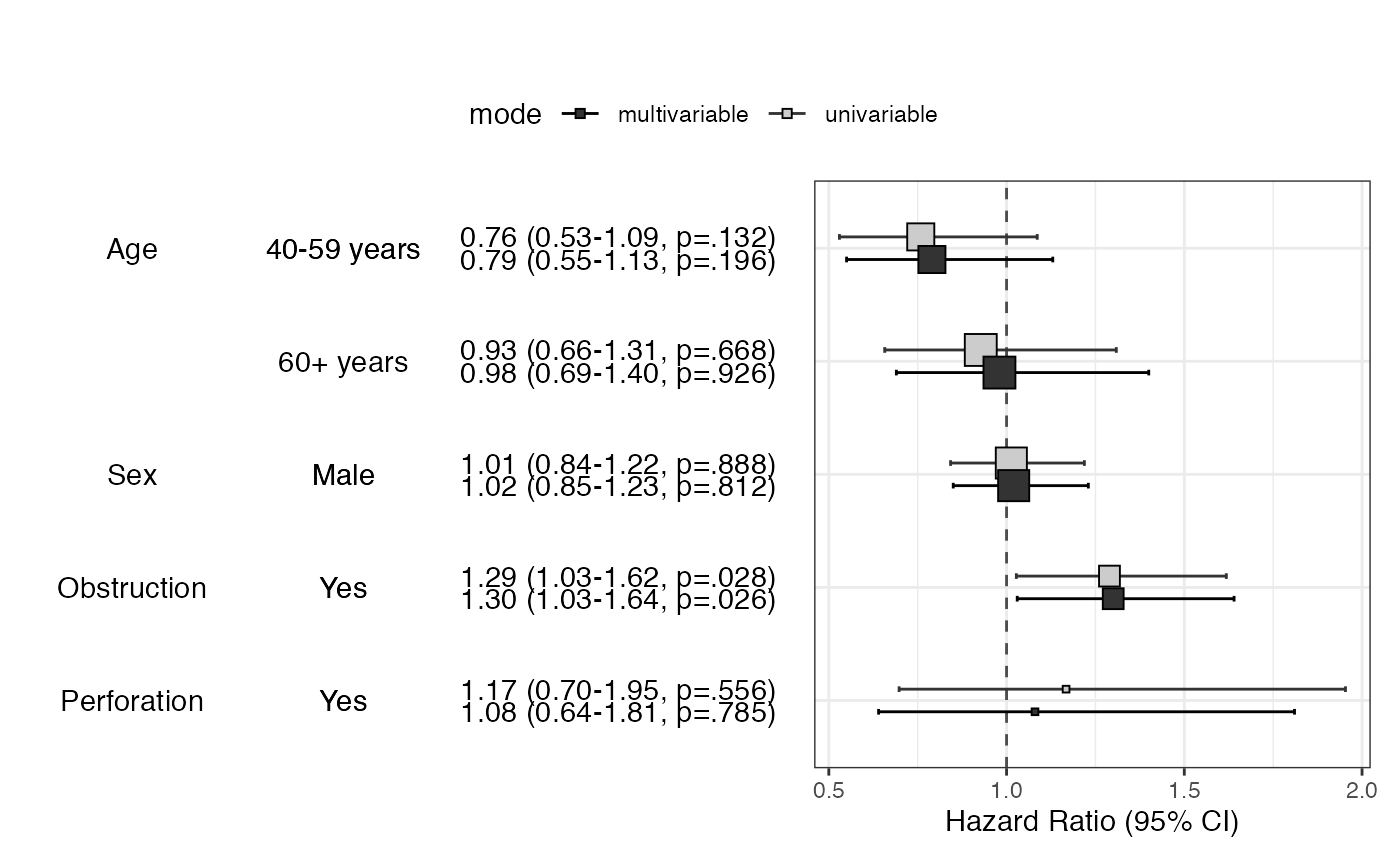 mode multivariable univariable
Age 40-59 years 0.76 (0.53-1.09, p=.132)
0.79 (0.55-1.13, p=.196)
60+ years 0.93 (0.66-1.31, p=.668)
0.98 (0.69-1.40, p=.926)
Sex Male 1.01 (0.84-1.22, p=.888)
1.02 (0.85-1.23, p=.812)
Obstruction Yes 1.29 (1.03-1.62, p=.028)
1.30 (1.03-1.64, p=.026)
Perforation Yes 1.17 (0.70-1.95, p=.556)
1.08 (0.64-1.81, p=.785)
0.5 1.0 1.5 2.0
Hazard Ratio (95% CI)